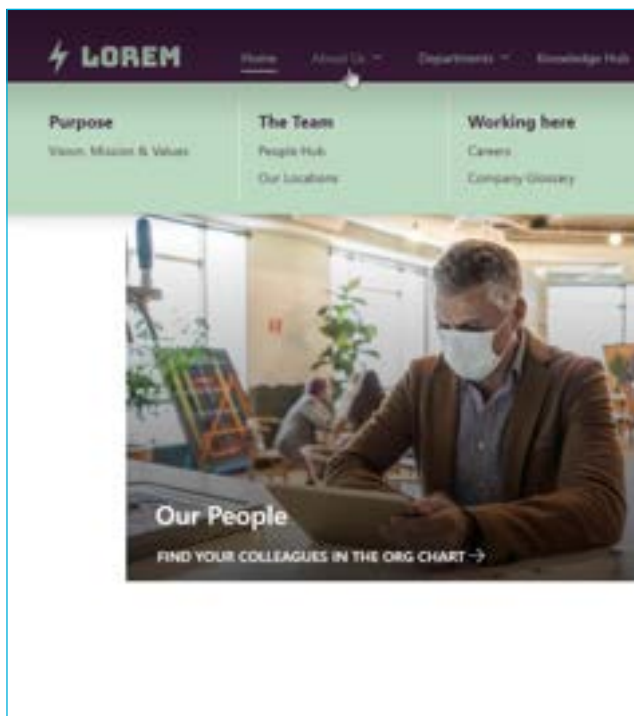 LOREM
Home About Us Departments Knowledge Hub
Purpose
Vision, Mission & Values
The Team
People Hub
Our Locations
Working here
Careers
Company Glossary
Our People
FIND YOUR COLLEAGUES IN THE ORG CHART →